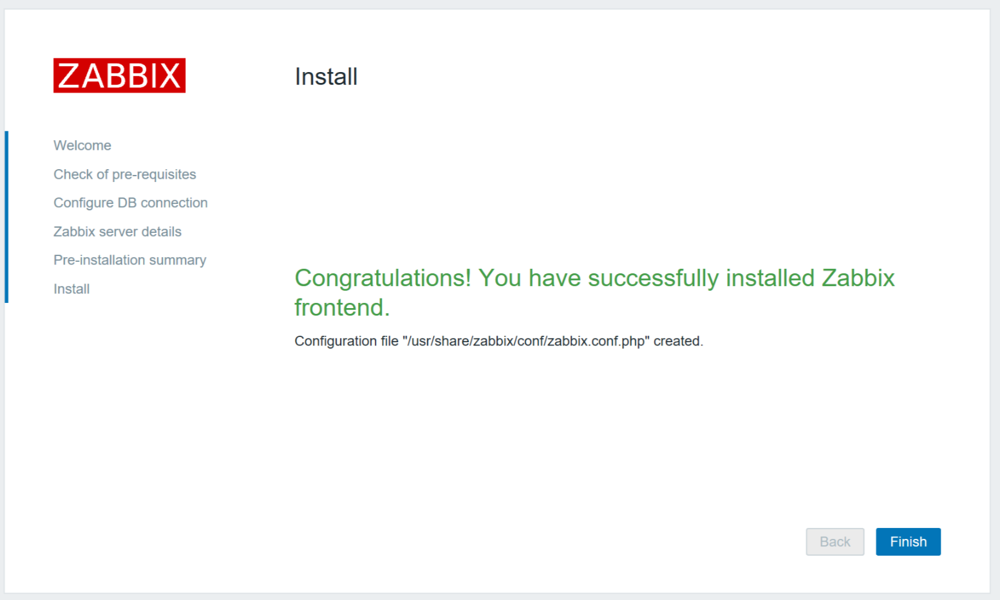 ZABBIX
Install
Welcome
Check of pre-requisites
Configure DB connection
Zabbix server details
Pre-installation summary
Install
Congratulations! You have successfully installed Zabbix
frontend.
Configuration file "/usr/share/zabbix/conf/zabbix.conf.php" created.
Back
Finish